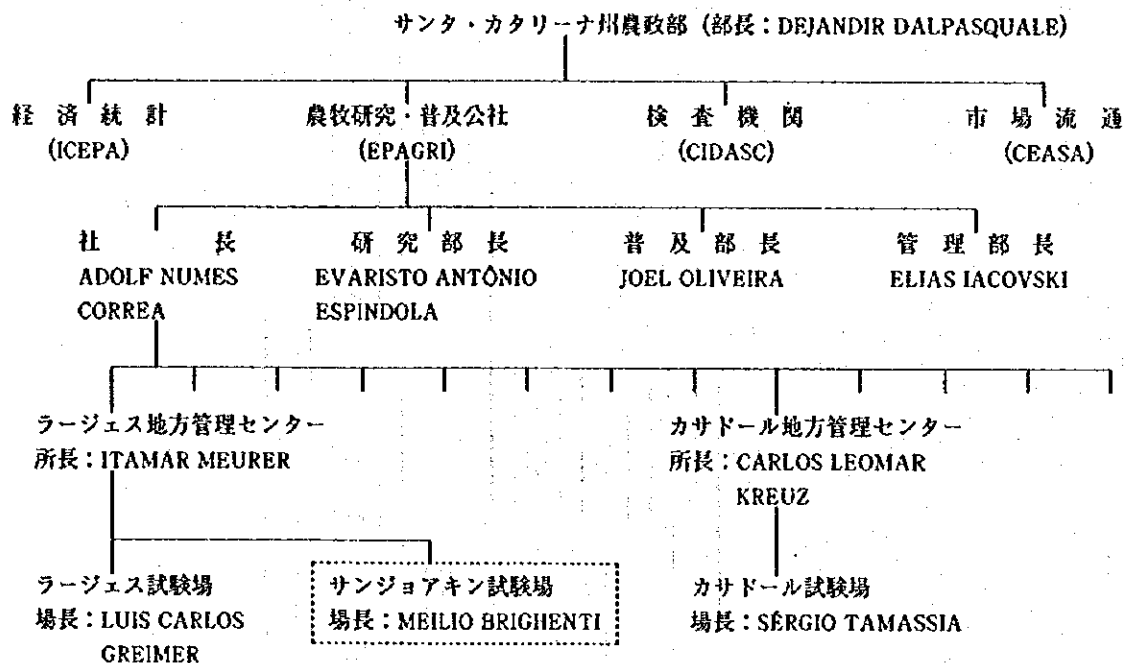 サンタ・カタリーナ州農政部 (部長:DEJANDIR DALPASQUALE)
経済統計
(ICEPA)
農牧研究・普及公社
(EPAGRI)
検査機関
(CIDASC)
市場流通
(CEASA)
社長
ADOLF NUMES
CORREA
研究部長
EVARISTO ANTÔNIO
ESPINDOLA
普及部長
JOEL OLIVEIRA
管理部長
ELIAS IACOVSKI
ラージェス地方管理センター
所長:ITAMAR MEURER
カサドール地方管理センター
所長:CARLOS LEOMAR
KREUZ
ラージェス試験場
場長:LUIS CARLOS
GREIMER
サンジョアキン試験場
場長:MEILIO BRIGHENTI
カサドール試験場
場長:SÉRGIO TAMASSIA